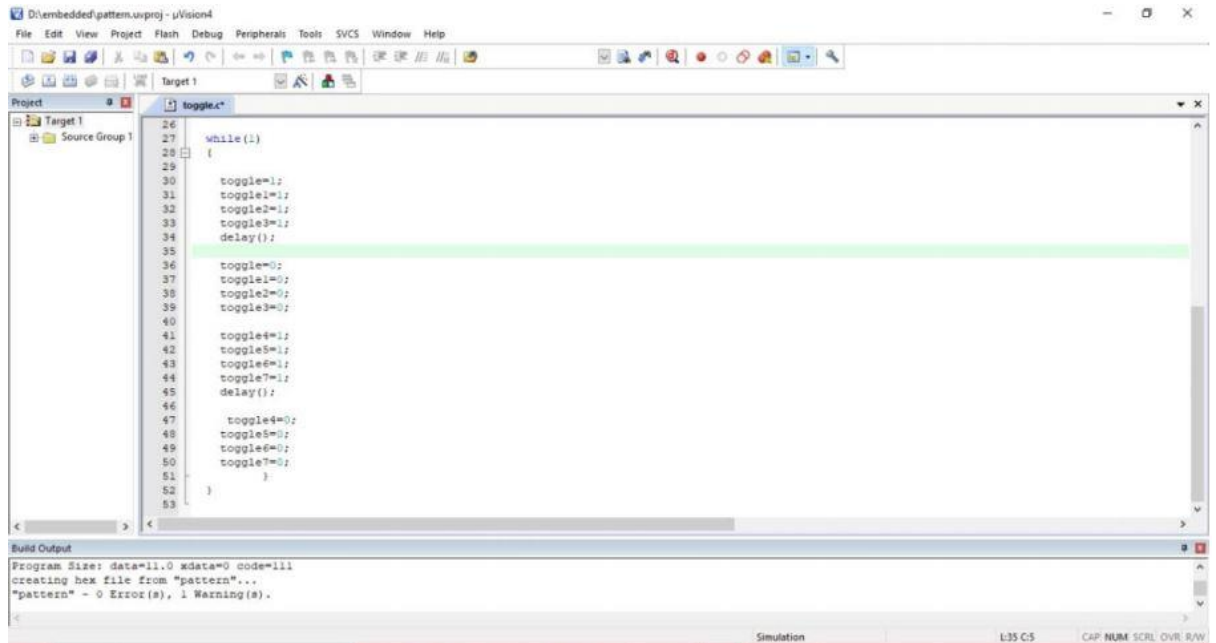 D:\embedded\pattern.uvproj - µVision4
File Edit View Project Flash Debug Peripherals Tools SVCS Window Help
Target 1
Project
toggle.c*
Target 1
Source Group 1
26
27 while(1)
28 {
29
30 toggle=1;
31 toggle1=1;
32 toggle2=1;
33 toggle3=1;
34 delay();
35
36 toggle=0;
37 toggle1=0;
38 toggle2=0;
39 toggle3=0;
40
41 toggle4=1;
42 toggle5=1;
43 toggle6=1;
44 toggle7=1;
45 delay();
46
47 toggle4=0;
48 toggle5=0;
49 toggle6=0;
50 toggle7=0;
51 }
52 }
53
Build Output
Program Size: data=11.0 xdata=0 code=111
creating hex file from "pattern"...
"pattern" - 0 Error(s), 1 Warning(s).
Simulation L:35 C:5 CAP NUM SCRL OVR R/W